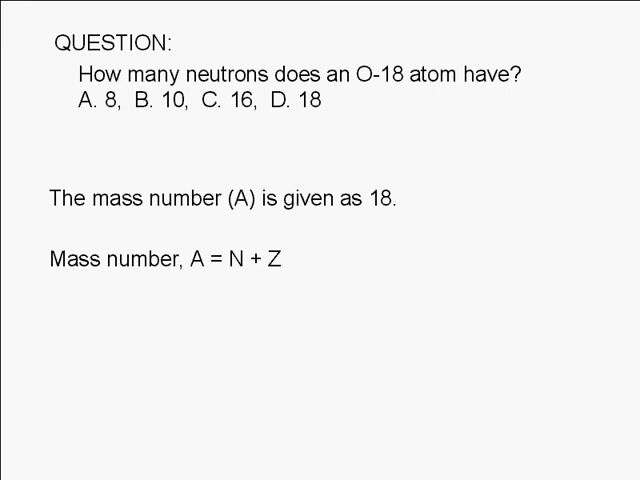 QUESTION:
How many neutrons does an O-18 atom have?
A. 8,  B. 10,  C. 16,  D. 18
The mass number (A) is given as 18.
Mass number, A = N + Z